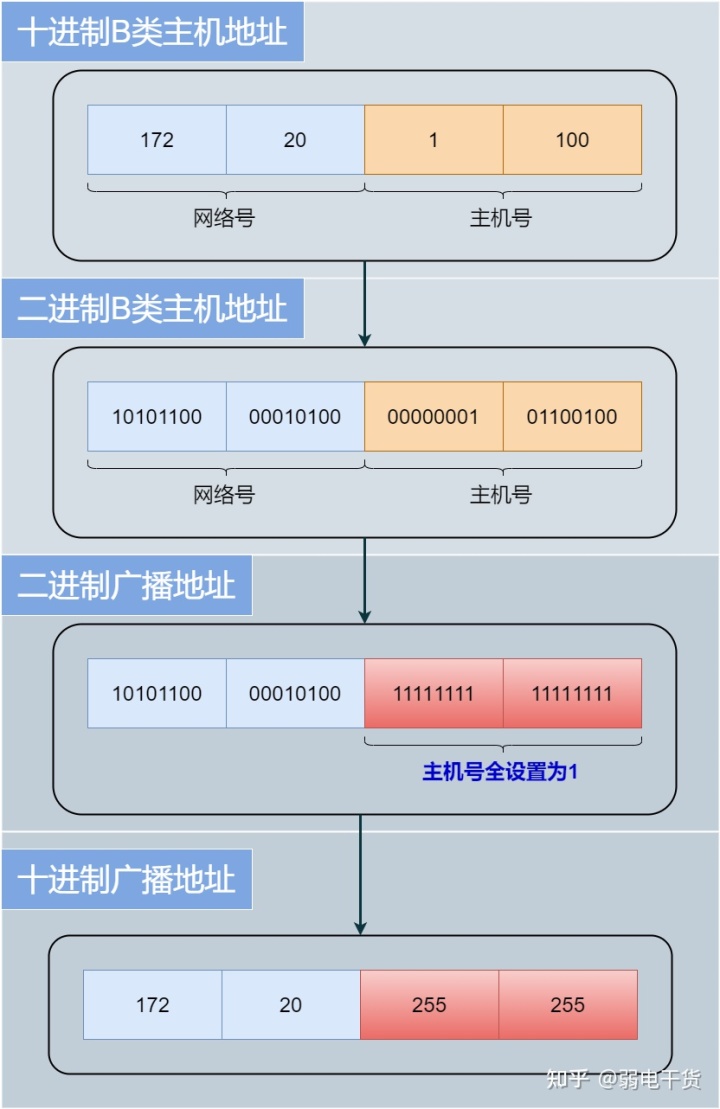 十进制B类主机地址
172 20 1 100
网络号 主机号
二进制B类主机地址
10101100 00010100 00000001 01100100
网络号 主机号
二进制广播地址
10101100 00010100 11111111 11111111
主机号全设置为1
十进制广播地址
172 20 255 255
知乎 @弱电干货